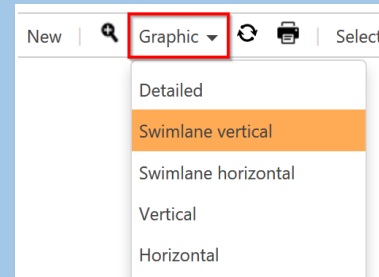 New Graphic Select
Detailed
Swimlane vertical
Swimlane horizontal
Vertical
Horizontal